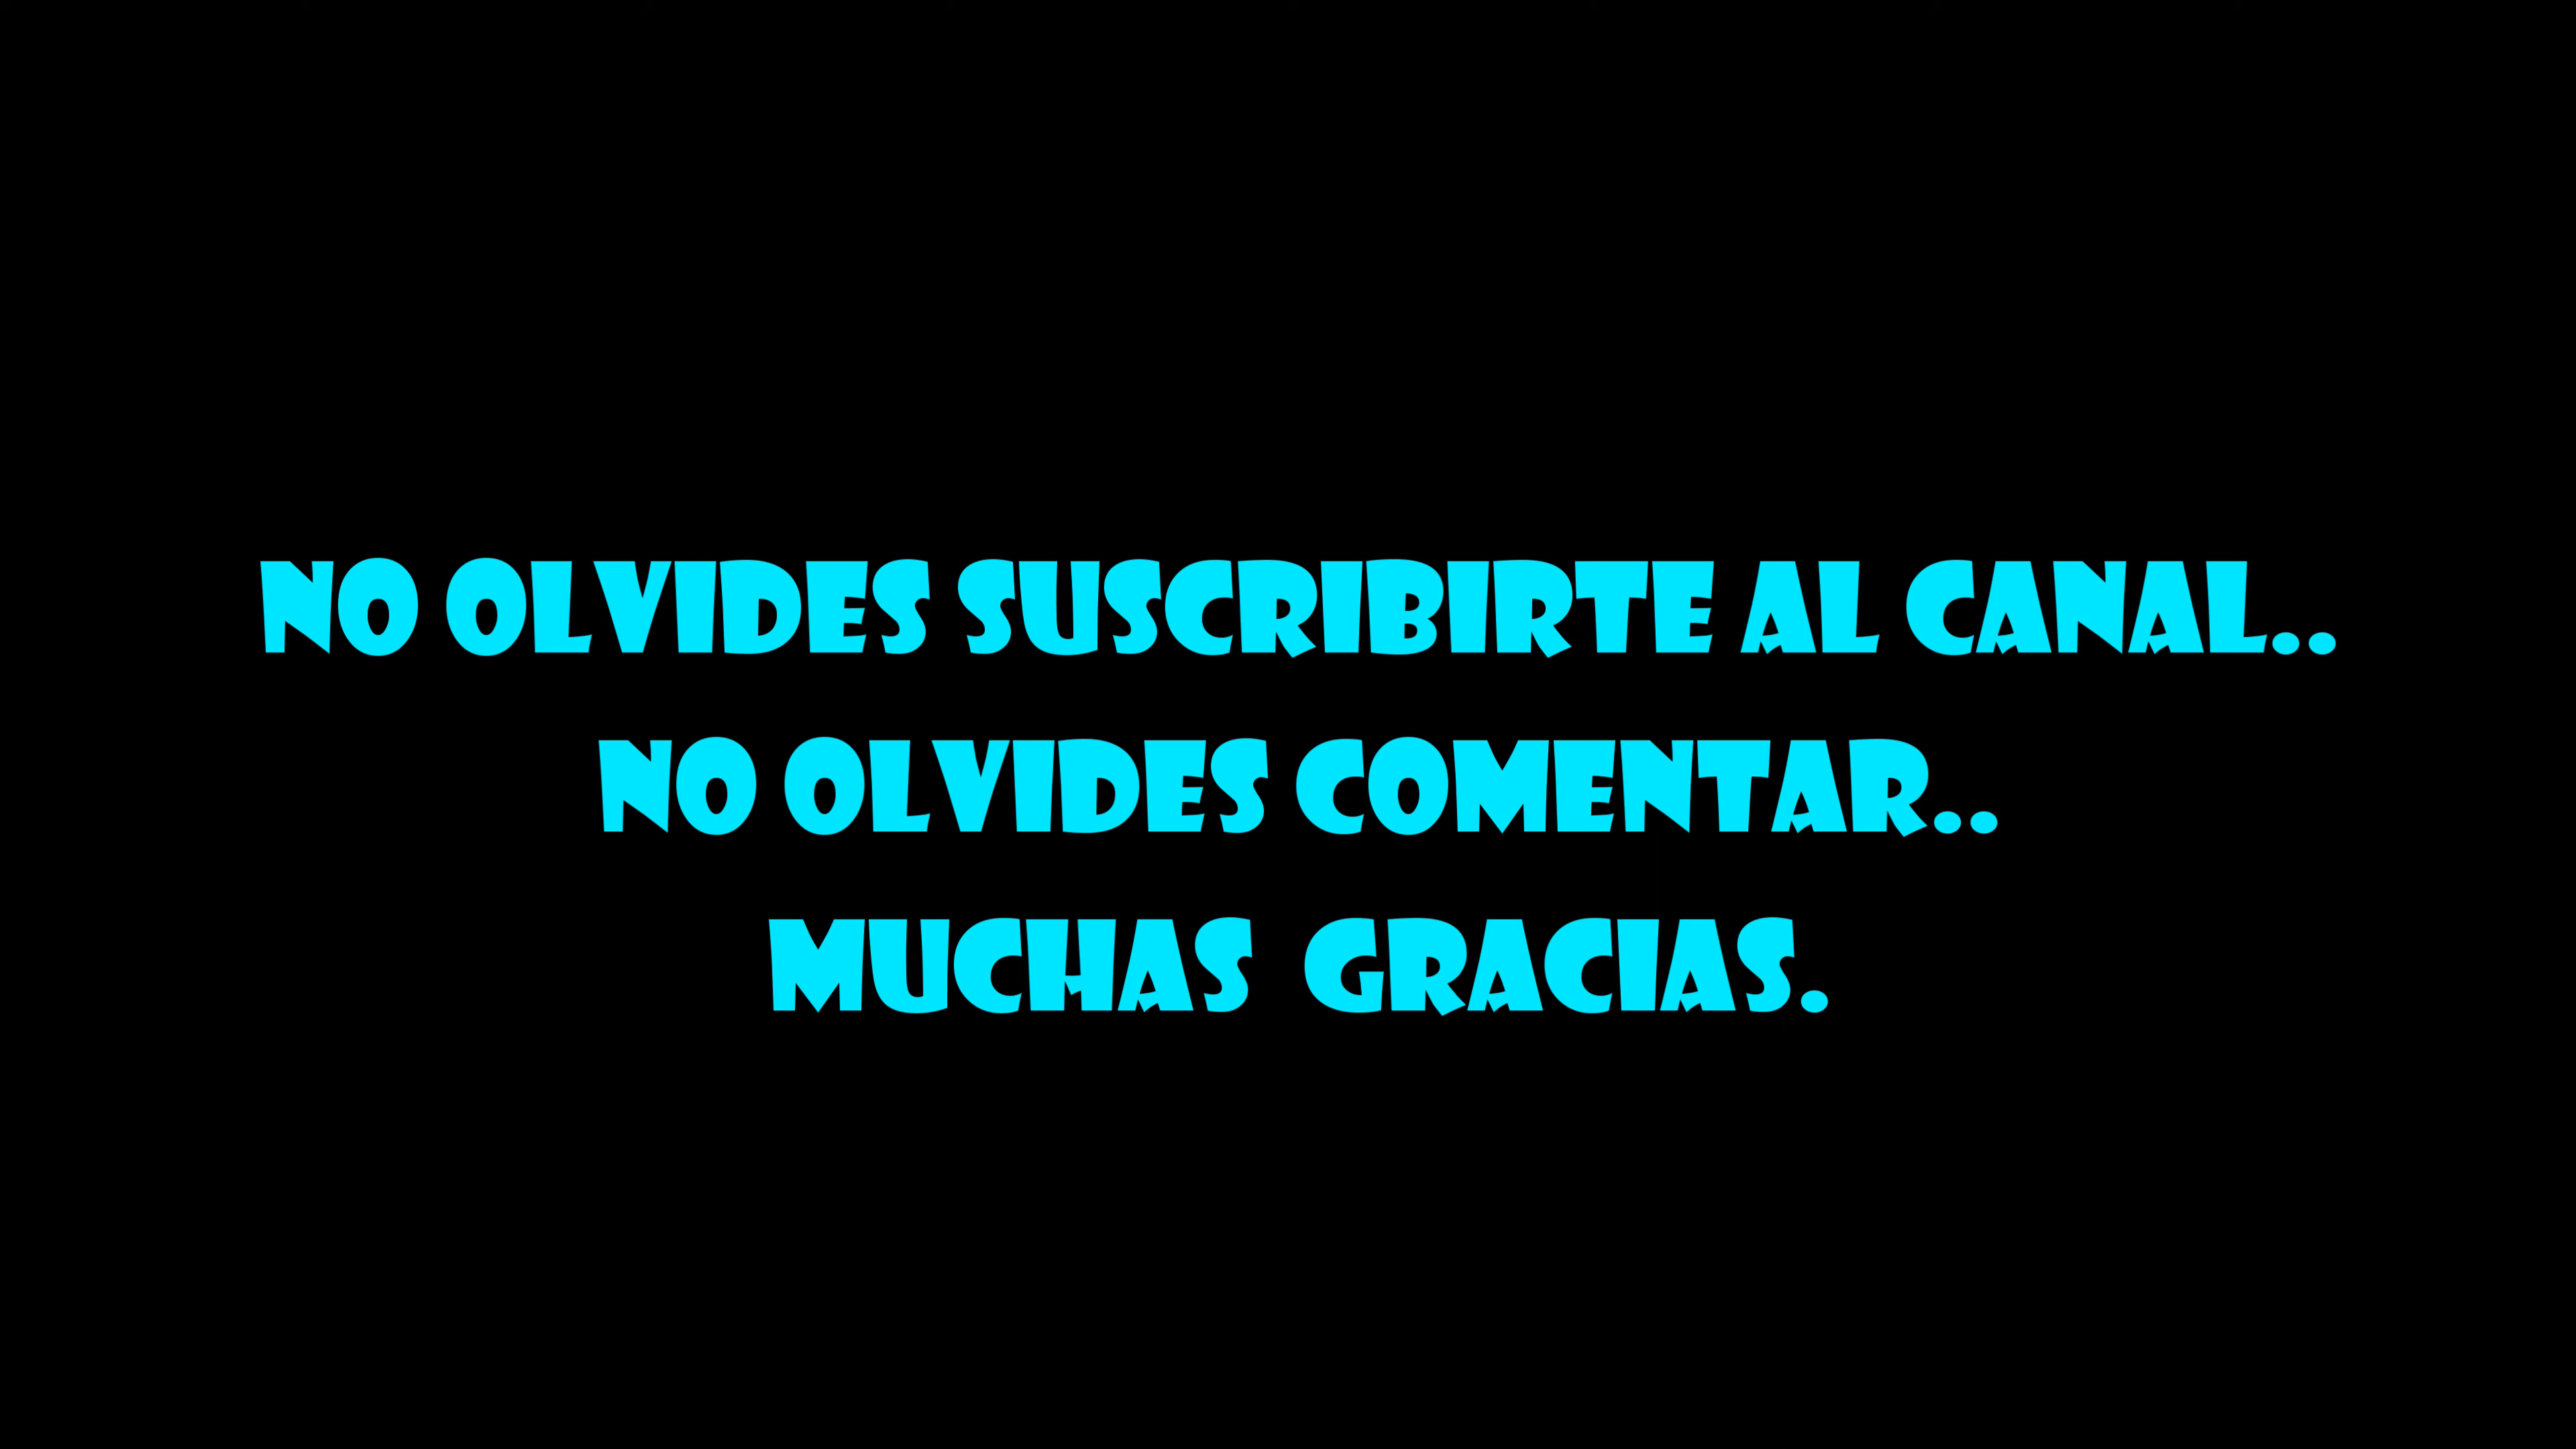 NO OLVIDES SUSCRIBIRTE AL CANAL..
NO OLVIDES COMENTAR..
MUCHAS GRACIAS.